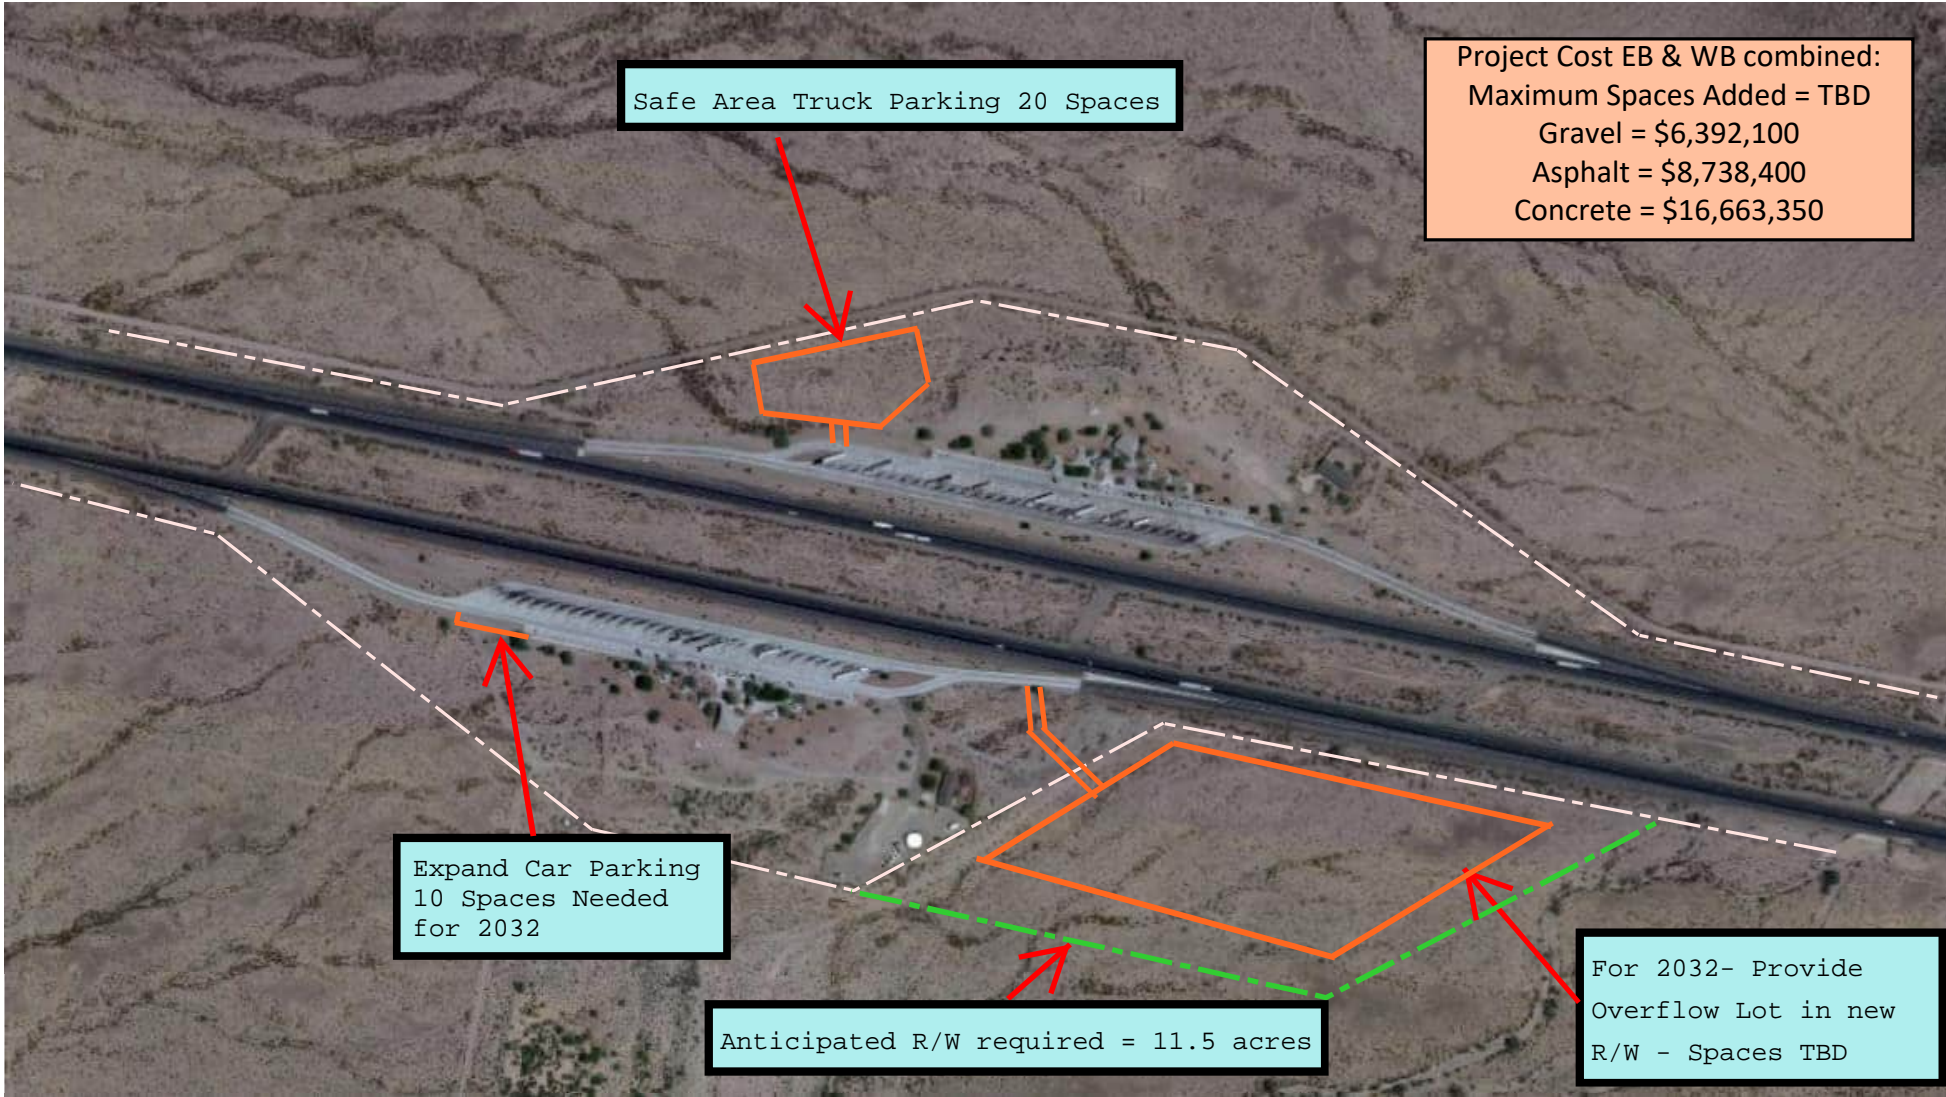 Safe Area Truck Parking 20 Spaces
Project Cost EB & WB combined:
Maximum Spaces Added = TBD
Gravel = $6,392,100
Asphalt = $8,738,400
Concrete = $16,663,350
Expand Car Parking
10 Spaces Needed
for 2032
Anticipated R/W required = 11.5 acres
For 2032- Provide
Overflow Lot in new
R/W - Spaces TBD